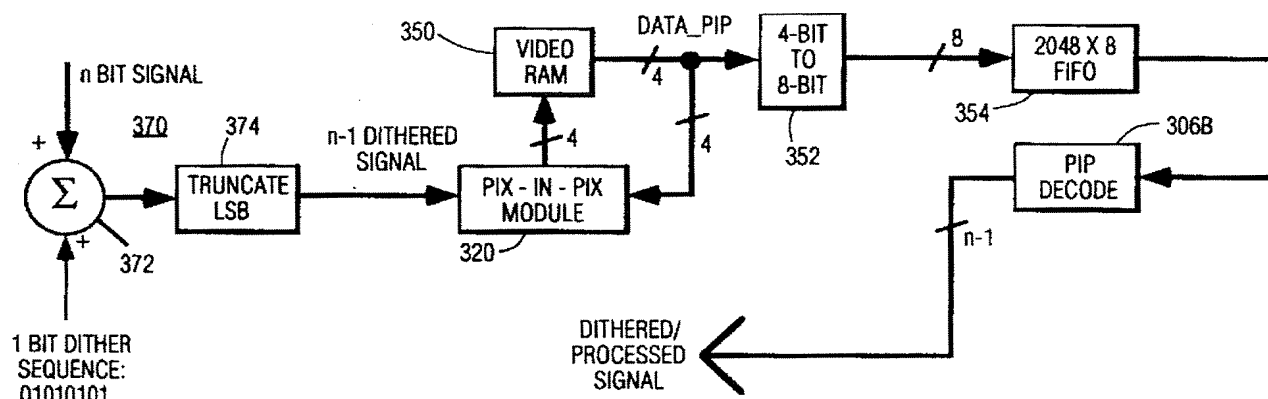 n BIT SIGNAL
370
+
Σ
+
372
1 BIT DITHER
SEQUENCE:
01010101
374
TRUNCATE
LSB
n-1 DITHERED
SIGNAL
350
VIDEO
RAM
4
PIX - IN - PIX
MODULE
320
DATA_PIP
4
4
4-BIT
TO
8-BIT
352
8
2048 X 8
FIFO
354
306B
PIP
DECODE
n-1
DITHERED/
PROCESSED
SIGNAL